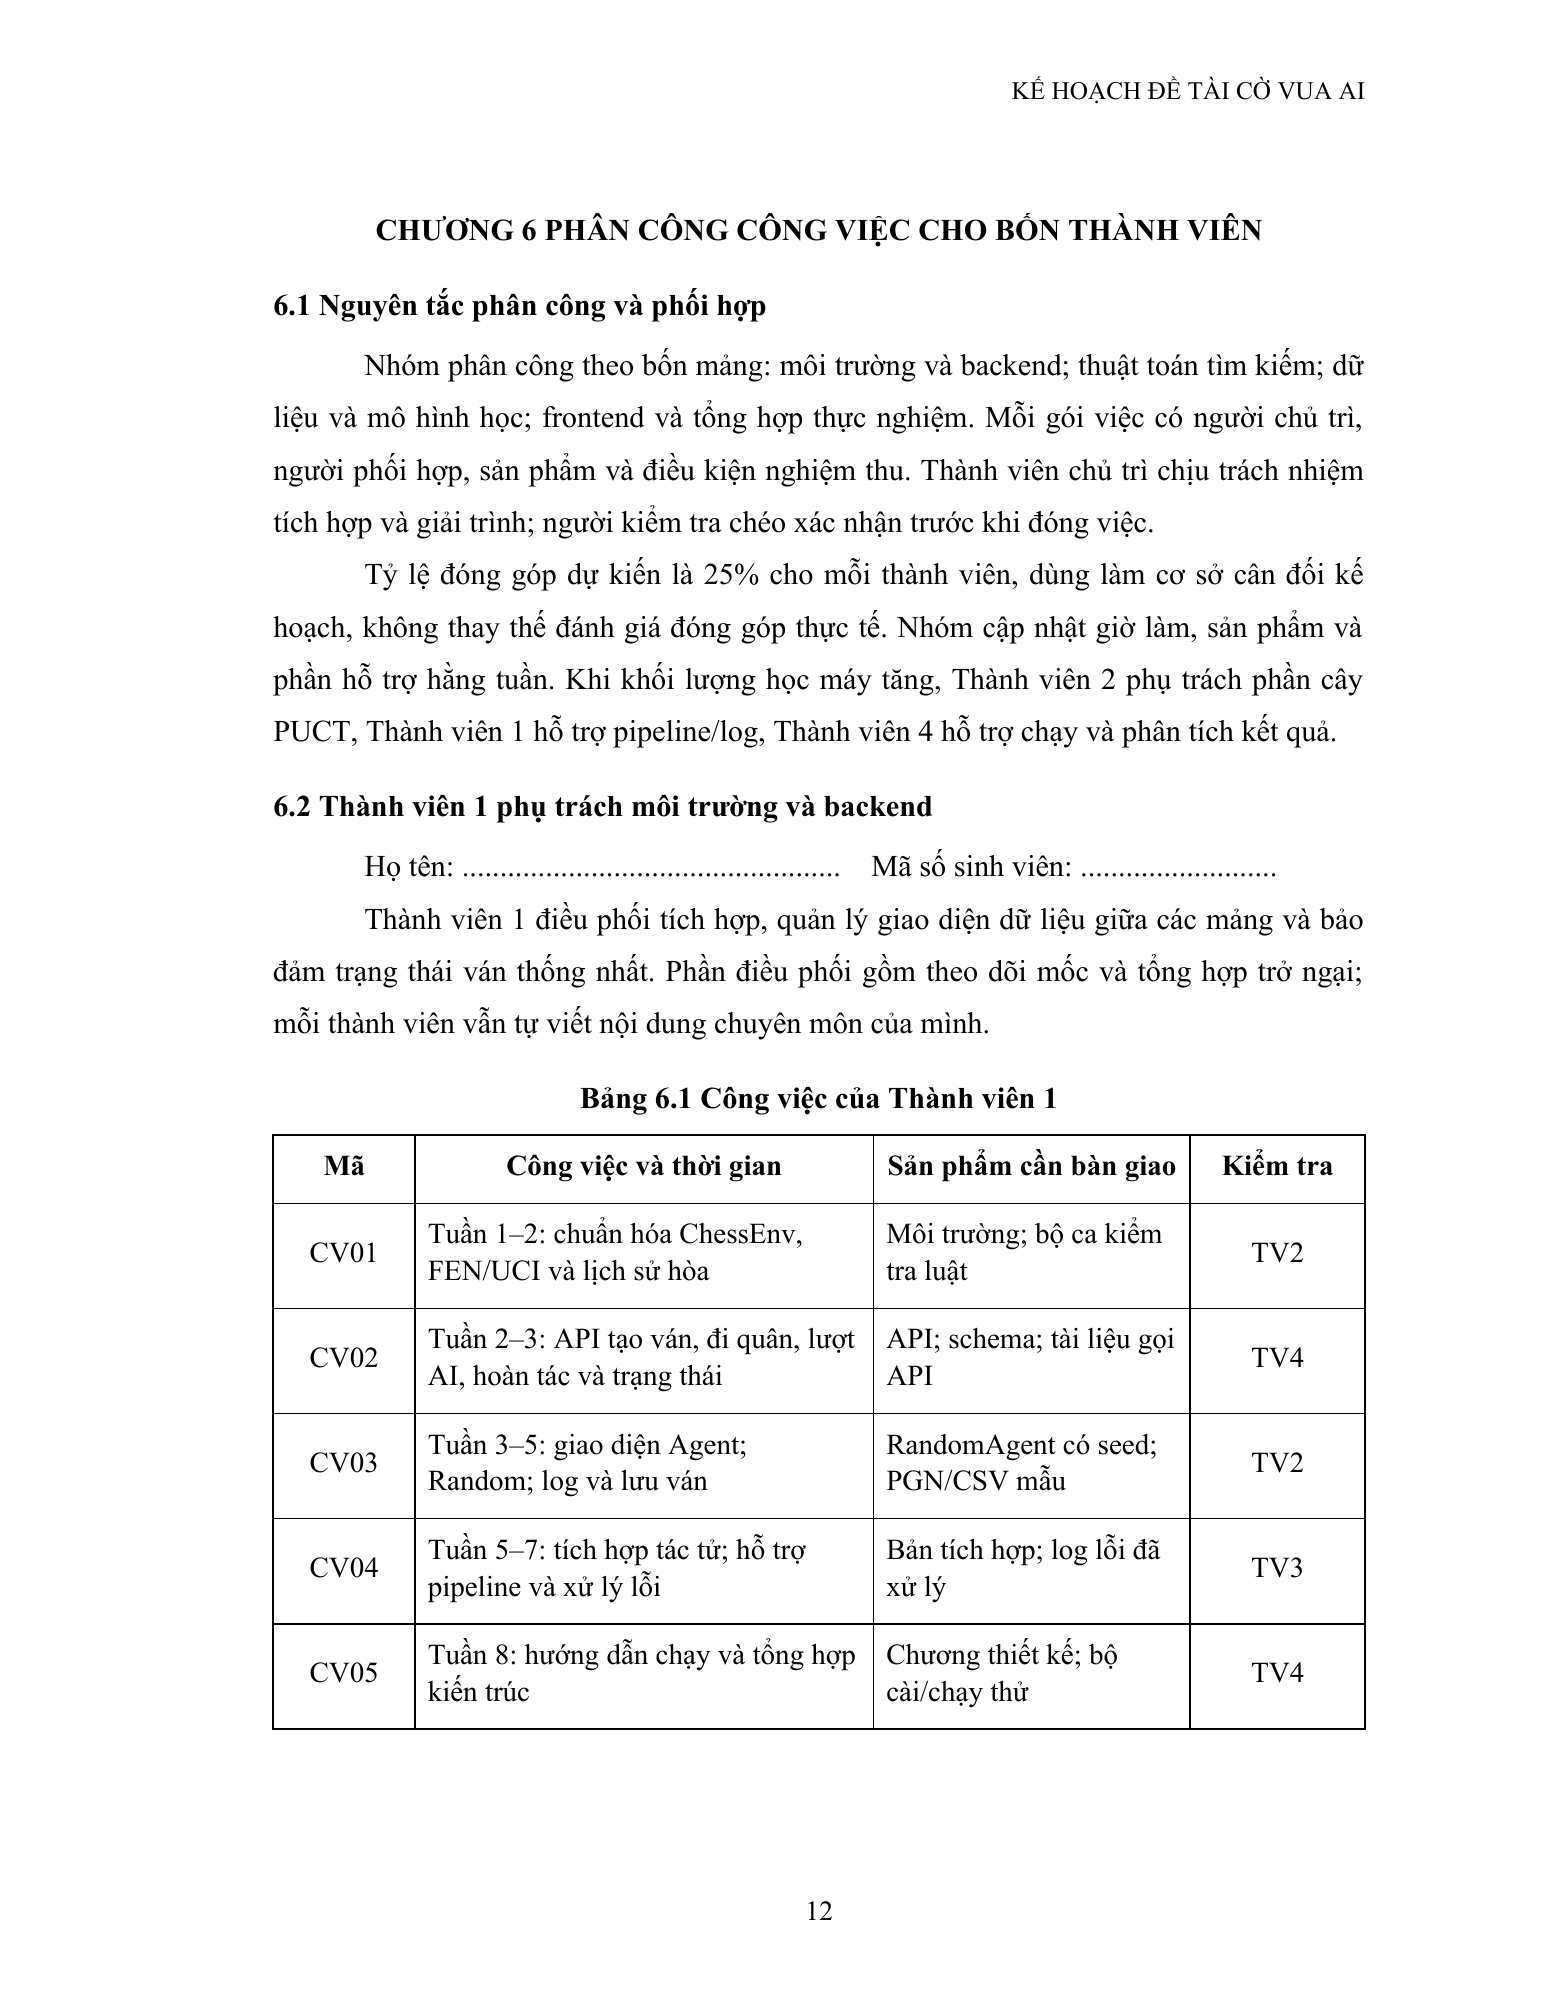 KẾ HOẠCH ĐỀ TÀI CỜ VUA AI
CHƯƠNG 6 PHÂN CÔNG CÔNG VIỆC CHO BỐN THÀNH VIÊN
6.1 Nguyên tắc phân công và phối hợp
Nhóm phân công theo bốn mảng: môi trường và backend; thuật toán tìm kiếm; dữ
liệu và mô hình học; frontend và tổng hợp thực nghiệm. Mỗi gói việc có người chủ trì,
người phối hợp, sản phẩm và điều kiện nghiệm thu. Thành viên chủ trì chịu trách nhiệm
tích hợp và giải trình; người kiểm tra chéo xác nhận trước khi đóng việc.
Tỷ lệ đóng góp dự kiến là 25% cho mỗi thành viên, dùng làm cơ sở cân đối kế
hoạch, không thay thế đánh giá đóng góp thực tế. Nhóm cập nhật giờ làm, sản phẩm và
phần hỗ trợ hằng tuần. Khi khối lượng học máy tăng, Thành viên 2 phụ trách phần cây
PUCT, Thành viên 1 hỗ trợ pipeline/log, Thành viên 4 hỗ trợ chạy và phân tích kết quả.
6.2 Thành viên 1 phụ trách môi trường và backend
Họ tên: .................................................. Mã số sinh viên: ..........................
Thành viên 1 điều phối tích hợp, quản lý giao diện dữ liệu giữa các mảng và bảo
đảm trạng thái ván thống nhất. Phần điều phối gồm theo dõi mốc và tổng hợp trở ngại;
mỗi thành viên vẫn tự viết nội dung chuyên môn của mình.
Bảng 6.1 Công việc của Thành viên 1
Mã Công việc và thời gian Sản phẩm cần bàn giao Kiểm tra
CV01 Tuần 1–2: chuẩn hóa ChessEnv, Môi trường; bộ ca kiểm TV2
FEN/UCI và lịch sử hòa tra luật
CV02 Tuần 2–3: API tạo ván, đi quân, lượt API; schema; tài liệu gọi TV4
AI, hoàn tác và trạng thái API
CV03 Tuần 3–5: giao diện Agent; RandomAgent có seed; TV2
Random; log và lưu ván PGN/CSV mẫu
CV04 Tuần 5–7: tích hợp tác tử; hỗ trợ Bản tích hợp; log lỗi đã TV3
pipeline và xử lý lỗi xử lý
CV05 Tuần 8: hướng dẫn chạy và tổng hợp Chương thiết kế; bộ TV4
kiến trúc cài/chạy thử
12